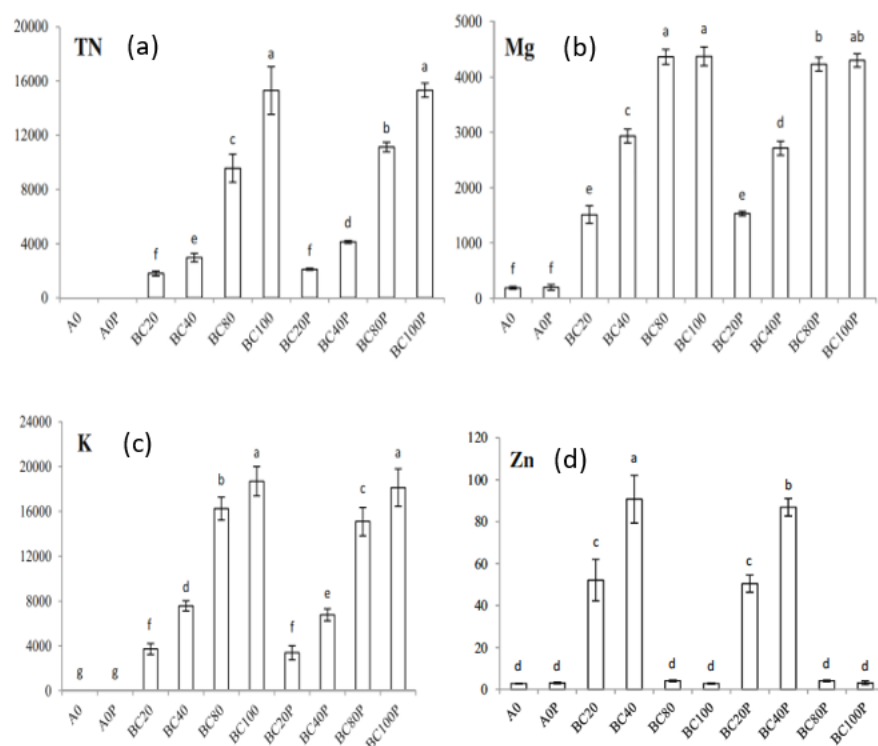 TN (a)
20000
16000
12000
8000
4000
0
f
e
c
a
f
d
b
a
A0 A0P BC20 BC40 BC80 BC100 BC20P BC40P BC80P BC100P
Mg (b)
5000
4000
3000
2000
1000
0
f
f
e
c
a
a
e
d
b
ab
A0 A0P BC20 BC40 BC80 BC100 BC20P BC40P BC80P BC100P
K (c)
24000
20000
16000
12000
8000
4000
0
g
g
f
d
b
a
f
e
c
a
A0 A0P BC20 BC40 BC80 BC100 BC20P BC40P BC80P BC100P
Zn (d)
120
100
80
60
40
20
0
d
d
c
a
d
d
c
b
d
d
A0 A0P BC20 BC40 BC80 BC100 BC20P BC40P BC80P BC100P